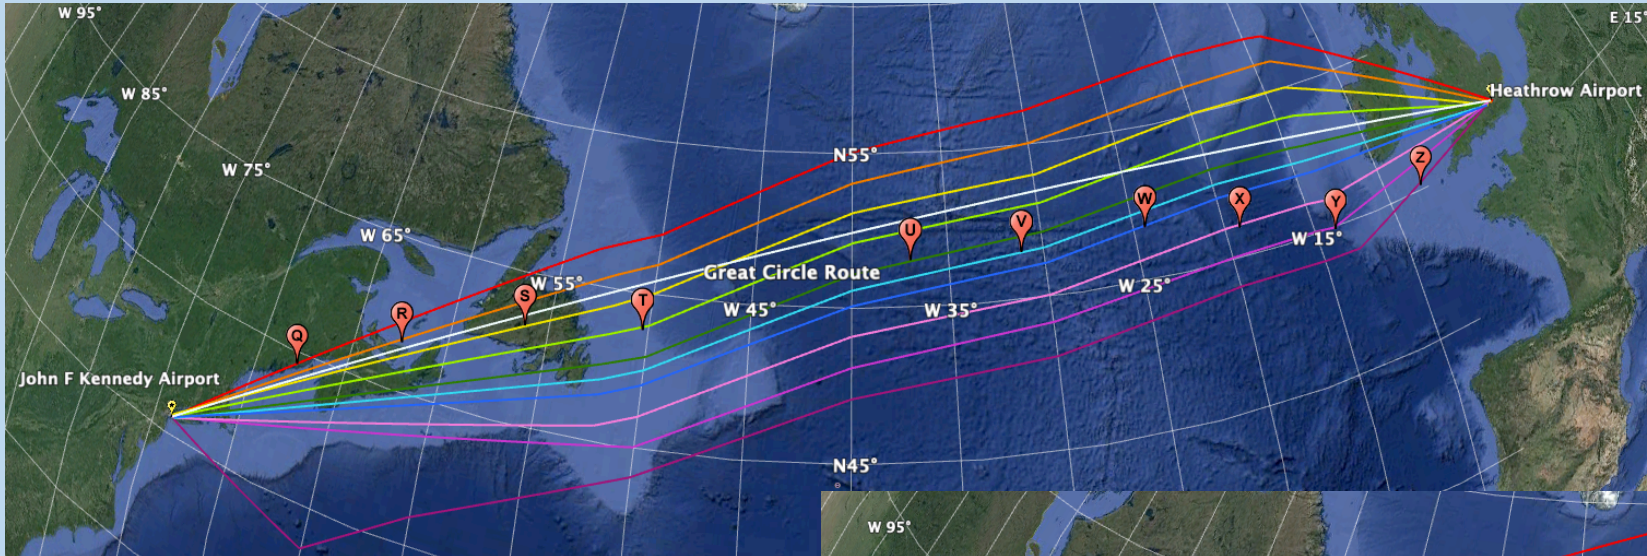 W 95°
E 15°
W 85°
Heathrow Airport
N55°
Z
W 75°
W
X
Y
V
U
W 65°
W 15°
Great Circle Route
W 55°
W 25°
S
T
W 45°
W 35°
R
Q
John F Kennedy Airport
N45°
W 95°